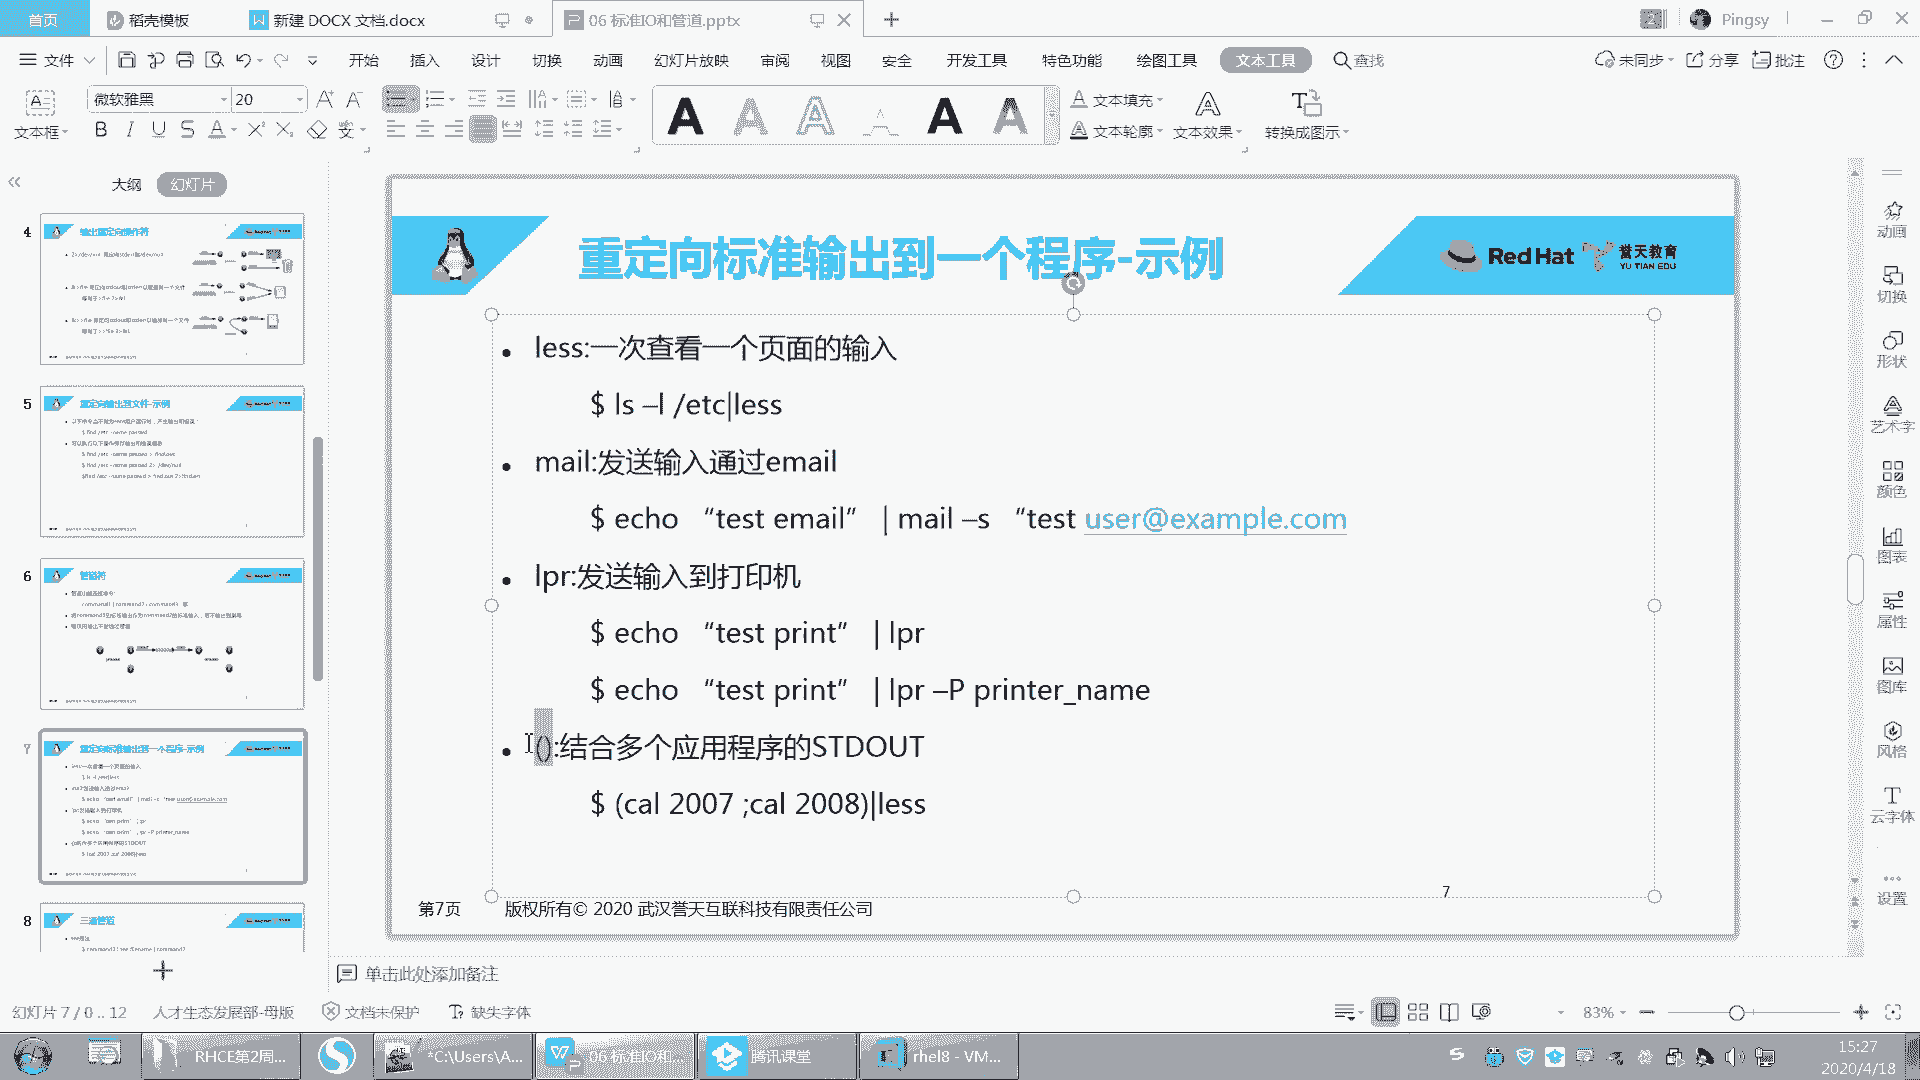 首页
稻壳模板
新建 DOCX 文档.docx
06 标准IO和管道.pptx
Pingsy
文件
开始
插入
设计
切换
动画
幻灯片放映
审阅
视图
安全
开发工具
特色功能
绘图工具
文本工具
查找
未同步
分享
批注
文本框
微软雅黑
20
文本填充
文本轮廓
文本效果
转换成图示
大纲
幻灯片
4
输出重定向操作符
5
重定向输出到文件-示例
6
管道符
7
重定向标准输出到一个程序-示例
8
三通管道
重定向标准输出到一个程序-示例
Red Hat
誉天教育
YU TIAN EDU
less:一次查看一个页面的输入
$ ls –l /etc|less
mail:发送输入通过email
$ echo “test email” | mail –s “test user@example.com
lpr:发送输入到打印机
$ echo “test print” | lpr
$ echo “test print” | lpr –P printer_name
():结合多个应用程序的STDOUT
$ (cal 2007 ;cal 2008)|less
7
第7页
版权所有© 2020 武汉誉天互联科技有限责任公司
动画
切换
形状
艺术字
颜色
图表
属性
图库
风格
云字体
设置
单击此处添加备注
幻灯片 7 / 0 .. 12
人才生态发展部-母版
文档未保护
缺失字体
83%
RHCE第2周...
*C:\Users\A...
06 标准IO和...
腾讯课堂
rhel8 - VM...
15:27
2020/4/18